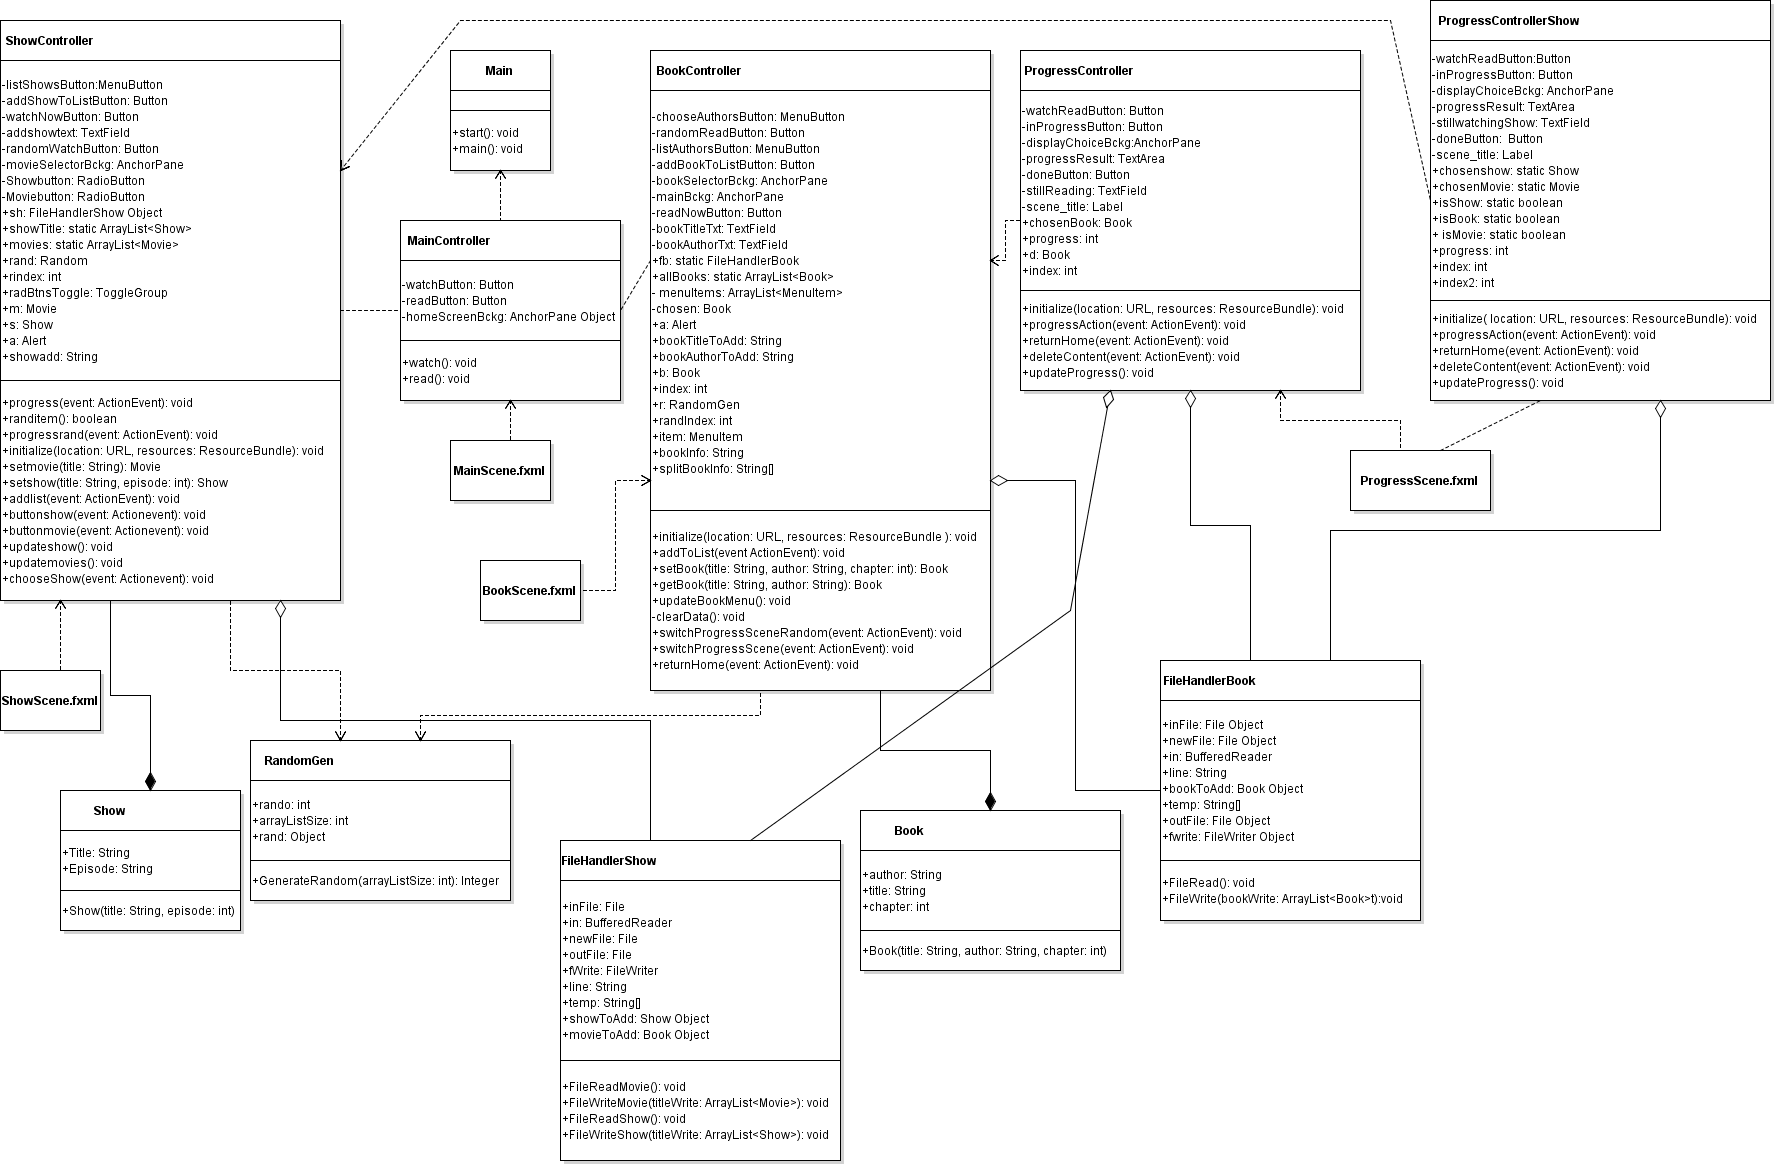 ShowController
-listShowsButton:MenuButton
-addShowToListButton: Button
-watchNowButton: Button
-addshowtext: TextField
-randomWatchButton: Button
-movieSelectorBckg: AnchorPane
-Showbutton: RadioButton
-Moviebutton: RadioButton
+sh: FileHandlerShow Object
+showTitle: static ArrayList<Show>
+movies: static ArrayList<Movie>
+rand: Random
+rindex: int
+radBtnsToggle: ToggleGroup
+m: Movie
+s: Show
+a: Alert
+showadd: String
+progress(event: ActionEvent): void
+randitem(): boolean
+progressrand(event: ActionEvent): void
+initialize(location: URL, resources: ResourceBundle): void
+setmovie(title: String): Movie
+setshow(title: String, episode: int): Show
+addlist(event: ActionEvent): void
+buttonshow(event: Actionevent): void
+buttonmovie(event: Actionevent): void
+updateshow(): void
+updatemovies(): void
+chooseShow(event: Actionevent): void
Main
+start(): void
+main(): void
MainController
-watchButton: Button
-readButton: Button
-homeScreenBckg: AnchorPane Object
+watch(): void
+read(): void
MainScene.fxml
BookScene.fxml
BookController
-chooseAuthorsButton: MenuButton
-randomReadButton: Button
-listAuthorsButton: MenuButton
-addBookToListButton: Button
-bookSelectorBckg: AnchorPane
-mainBckg: AnchorPane
-readNowButton: Button
-bookTitleTxt: TextField
-bookAuthorTxt: TextField
+fb: static FileHandlerBook
+allBooks: static ArrayList<Book>
- menuItems: ArrayList<MenuItem>
-chosen: Book
+a: Alert
+bookTitleToAdd: String
+bookAuthorToAdd: String
+b: Book
+index: int
+r: RandomGen
+randIndex: int
+item: MenuItem
+bookInfo: String
+splitBookInfo: String[]
+initialize(location: URL, resources: ResourceBundle ): void
+addToList(event ActionEvent): void
+setBook(title: String, author: String, chapter: int): Book
+getBook(title: String, author: String): Book
+updateBookMenu(): void
-clearData(): void
+switchProgressSceneRandom(event: ActionEvent): void
+switchProgressScene(event: ActionEvent): void
+returnHome(event: ActionEvent): void
ProgressController
-watchReadButton: Button
-inProgressButton: Button
-displayChoiceBckg:AnchorPane
-progressResult: TextArea
-doneButton: Button
-stillReading: TextField
-scene_title: Label
+chosenBook: Book
+progress: int
+d: Book
+index: int
+initialize(location: URL, resources: ResourceBundle): void
+progressAction(event: ActionEvent): void
+returnHome(event: ActionEvent): void
+deleteContent(event: ActionEvent): void
+updateProgress(): void
ProgressControllerShow
-watchReadButton:Button
-inProgressButton: Button
-displayChoiceBckg: AnchorPane
-progressResult: TextArea
-stillwatchingShow: TextField
-doneButton:  Button
-scene_title: Label
+chosenshow: static Show
+chosenMovie: static Movie
+isShow: static boolean
+isBook: static boolean
+ isMovie: static boolean
+progress: int
+index: int
+index2: int
+initialize( location: URL, resources: ResourceBundle): void
+progressAction(event: ActionEvent): void
+returnHome(event: ActionEvent): void
+deleteContent(event: ActionEvent): void
+updateProgress(): void
ProgressScene.fxml
ShowScene.fxml
Show
+Title: String
+Episode: String
+Show(title: String, episode: int)
RandomGen
+rando: int
+arrayListSize: int
+rand: Object
+GenerateRandom(arrayListSize: int): Integer
FileHandlerShow
+inFile: File
+in: BufferedReader
+newFile: File
+outFile: File
+fWrite: FileWriter
+line: String
+temp: String[]
+showToAdd: Show Object
+movieToAdd: Book Object
+FileReadMovie(): void
+FileWriteMovie(titleWrite: ArrayList<Movie>): void
+FileReadShow(): void
+FileWriteShow(titleWrite: ArrayList<Show>): void
Book
+author: String
+title: String
+chapter: int
+Book(title: String, author: String, chapter: int)
FileHandlerBook
+inFile: File Object
+newFile: File Object
+in: BufferedReader
+line: String
+bookToAdd: Book Object
+temp: String[]
+outFile: File Object
+fwrite: FileWriter Object
+FileRead(): void
+FileWrite(bookWrite: ArrayList<Book>t):void